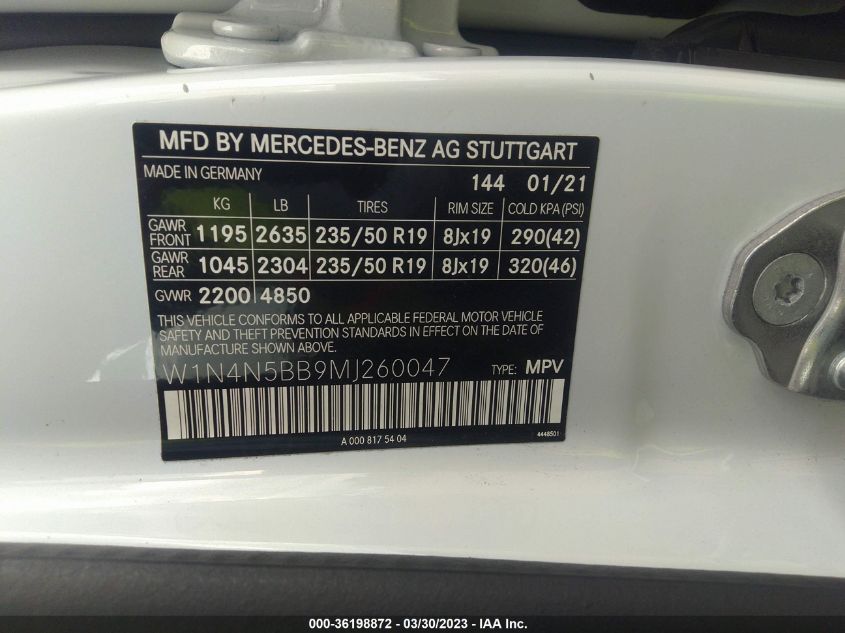 MFD BY MERCEDES-BENZ AG STUTTGART
MADE IN GERMANY 144 01/21
KG LB TIRES RIM SIZE COLD KPA (PSI)
GAWR FRONT 1195 2635 235/50 R19 8Jx19 290(42)
GAWR REAR 1045 2304 235/50 R19 8Jx19 320(46)
GVWR 2200 4850
THIS VEHICLE CONFORMS TO ALL APPLICABLE FEDERAL MOTOR VEHICLE
SAFETY AND THEFT PREVENTION STANDARDS IN EFFECT ON THE DATE OF
MANUFACTURE SHOWN ABOVE.
W1N4N5BB9MJ260047 TYPE: MPV
A 000 817 54 04 4448501
000-36198872 - 03/30/2023 - IAA Inc.